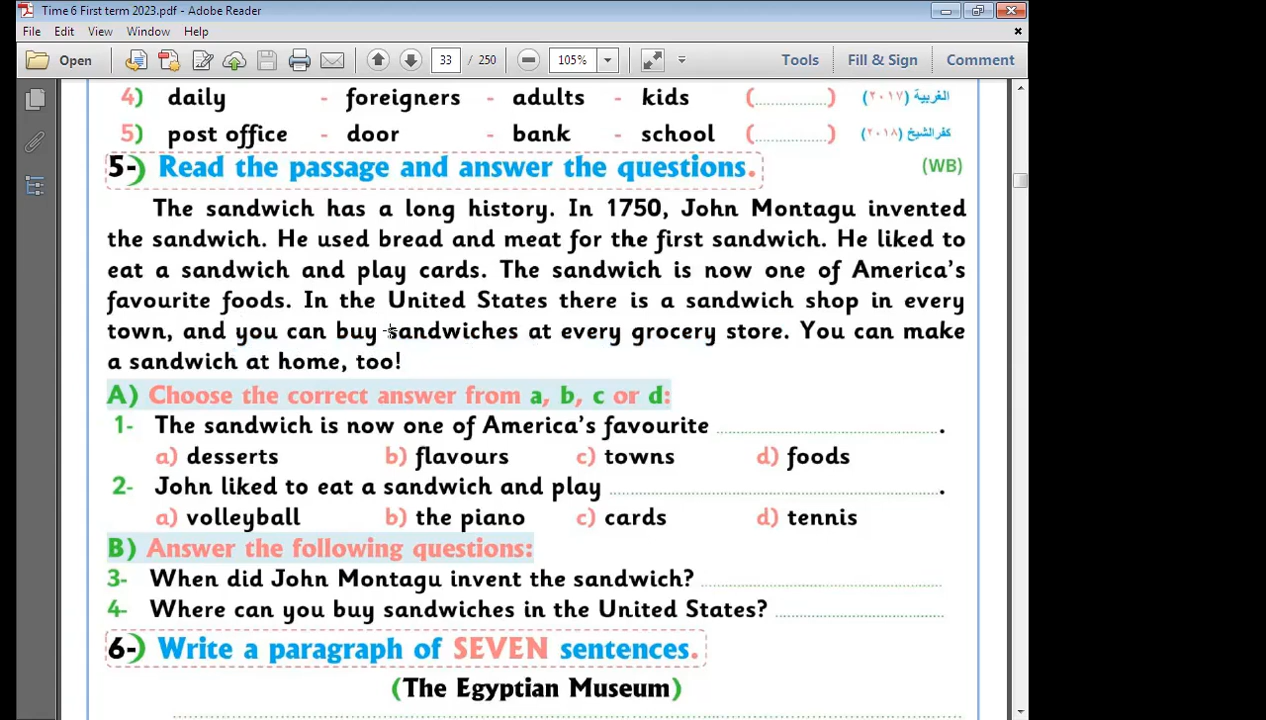 Time 6 First term 2023.pdf - Adobe Reader
File Edit View Window Help
Open 33 / 250 105% Tools Fill & Sign Comment
4) daily - foreigners - adults - kids (..............) الغربية (٢٠١٧)
5) post office - door - bank - school (..............) كفر الشيخ (٢٠١٨)
5-) Read the passage and answer the questions. (WB)
The sandwich has a long history. In 1750, John Montagu invented
the sandwich. He used bread and meat for the first sandwich. He liked to
eat a sandwich and play cards. The sandwich is now one of America's
favourite foods. In the United States there is a sandwich shop in every
town, and you can buy sandwiches at every grocery store. You can make
a sandwich at home, too!
A) Choose the correct answer from a, b, c or d:
1- The sandwich is now one of America's favourite .............................. .
a) desserts b) flavours c) towns d) foods
2- John liked to eat a sandwich and play .............................. .
a) volleyball b) the piano c) cards d) tennis
B) Answer the following questions:
3- When did John Montagu invent the sandwich? ..............................
4- Where can you buy sandwiches in the United States? ..............................
6-) Write a paragraph of SEVEN sentences.
(The Egyptian Museum)